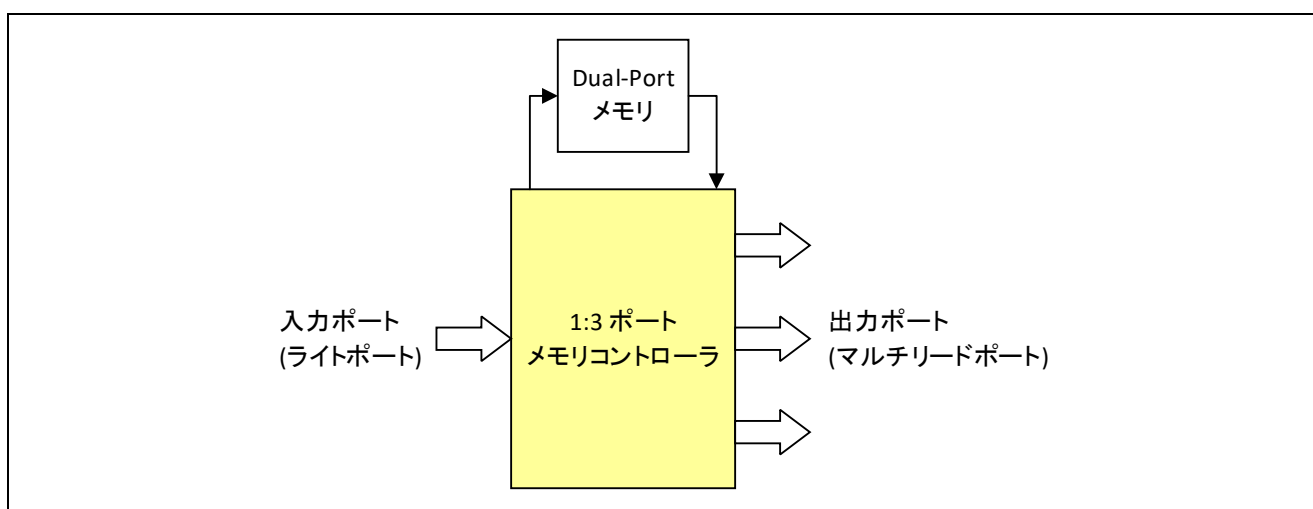 Dual-Port
メモリ
入力ポート
(ライトポート)
1:3 ポート
メモリコントローラ
出力ポート
(マルチリードポート)